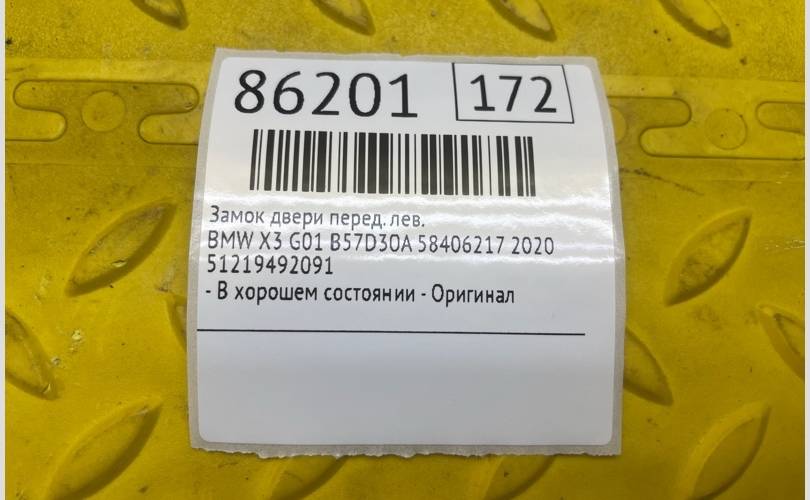 86201 172
Замок двери перед. лев.
BMW X3 G01 B57D30A 58406217 2020
51219492091
- В хорошем состоянии - Оригинал